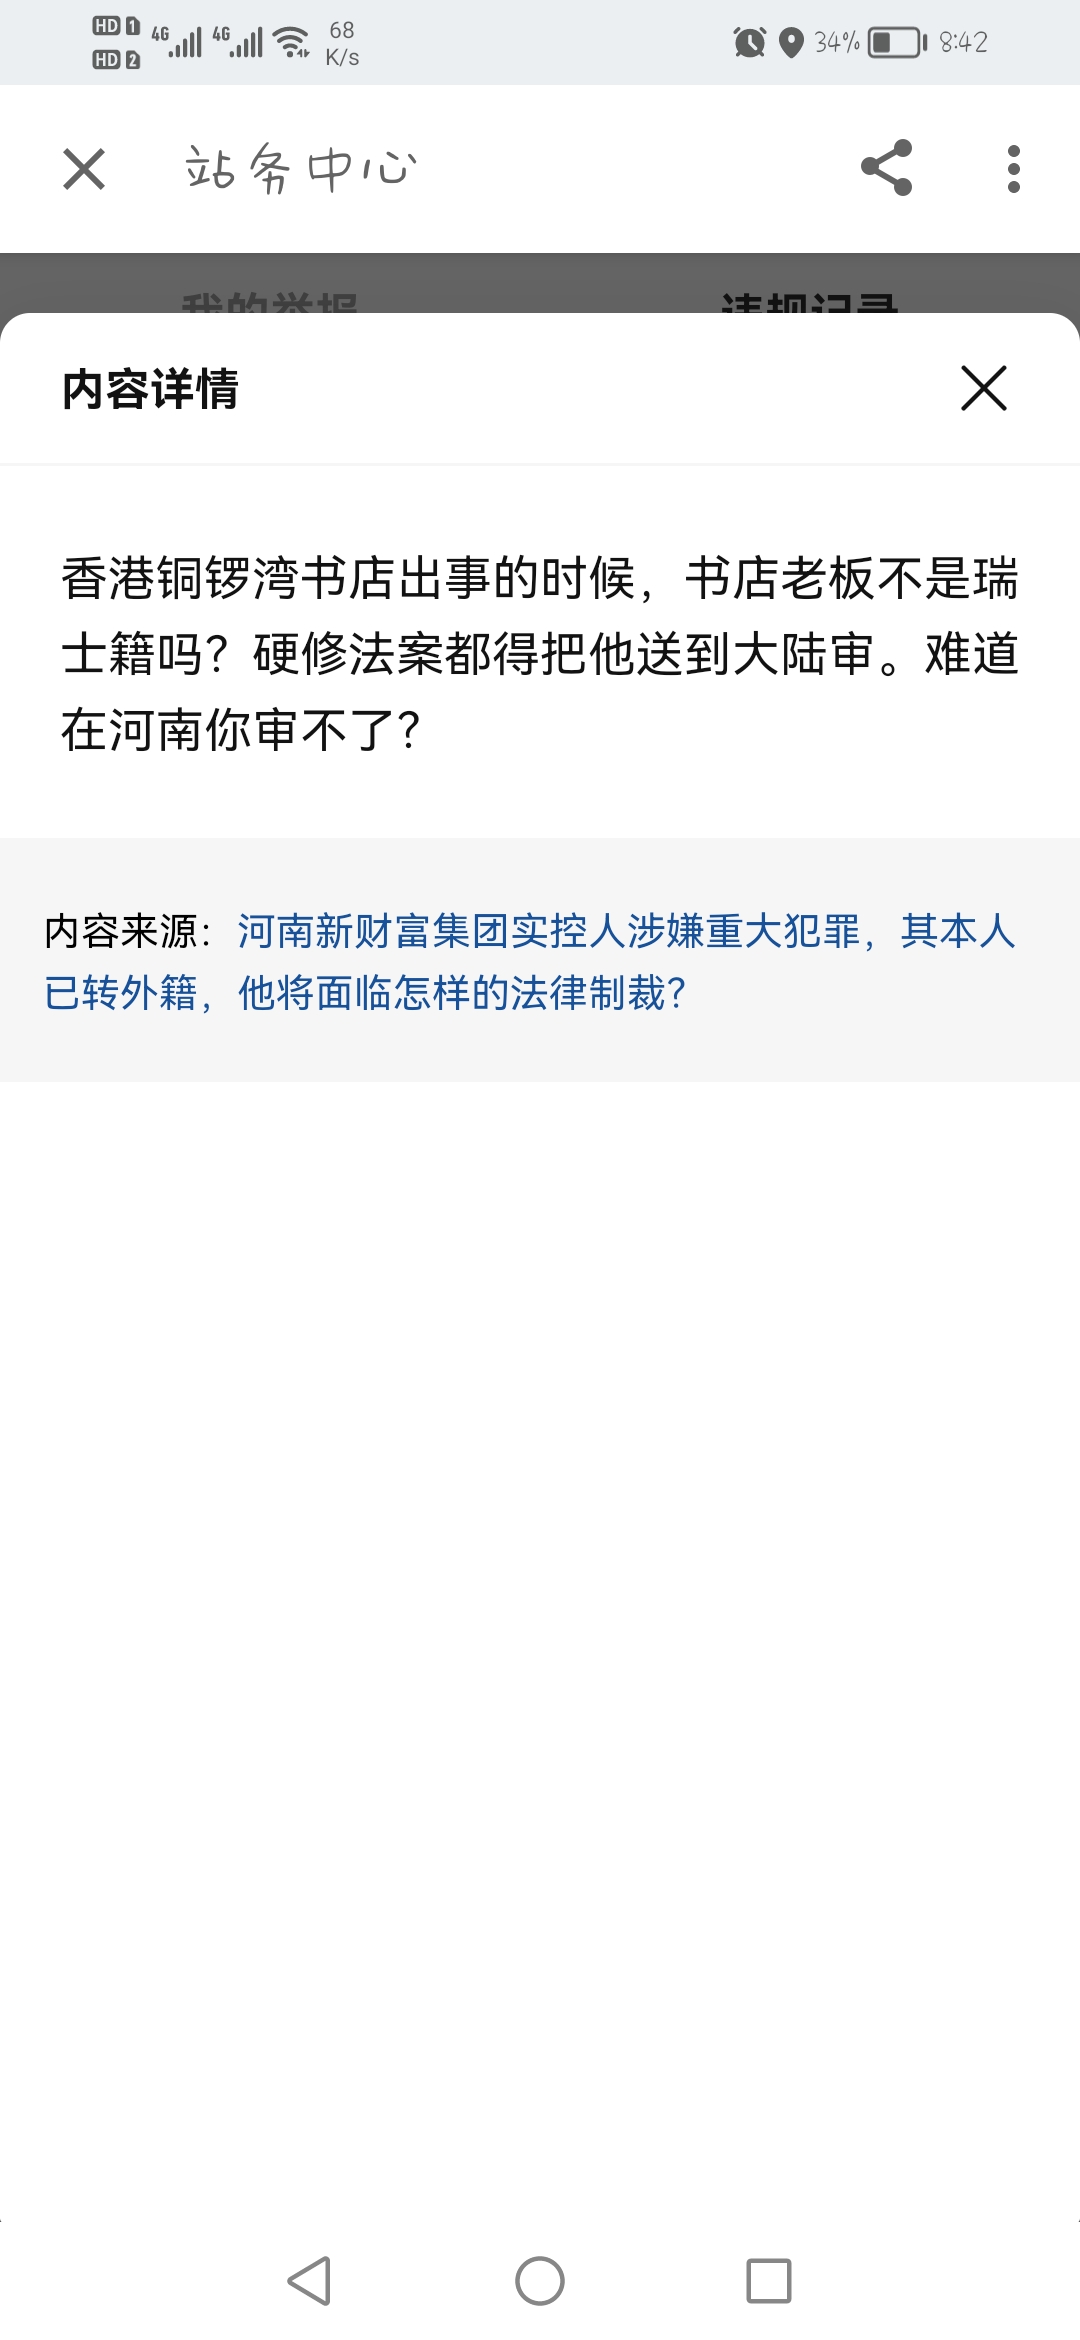 HD 1 4G 4G 68
HD 2 K/s
34% 8:42
站务中心
我的举报 违规记录
内容详情
香港铜锣湾书店出事的时候，书店老板不是瑞
士籍吗？硬修法案都得把他送到大陆审。难道
在河南你审不了？
内容来源：河南新财富集团实控人涉嫌重大犯罪，其本人
已转外籍，他将面临怎样的法律制裁？